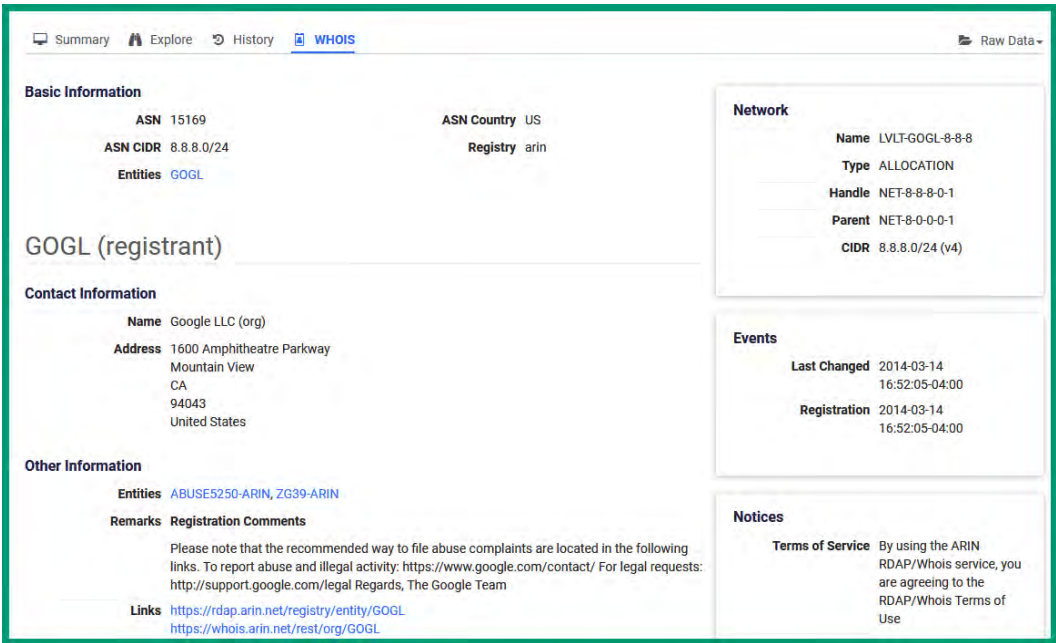 Summary Explore History WHOIS Raw Data
Basic Information
ASN 15169 ASN Country US
ASN CIDR 8.8.8.0/24 Registry arin
Entities GOGL
GOGL (registrant)
Contact Information
Name Google LLC (org)
Address 1600 Amphitheatre Parkway
Mountain View
CA
94043
United States
Other Information
Entities ABUSE5250-ARIN, ZG39-ARIN
Remarks Registration Comments
Please note that the recommended way to file abuse complaints are located in the following
links. To report abuse and illegal activity: https://www.google.com/contact/ For legal requests:
http://support.google.com/legal Regards, The Google Team
Links https://rdap.arin.net/registry/entity/GOGL
https://whois.arin.net/rest/org/GOGL
Network
Name LVLT-GOGL-8-8-8
Type ALLOCATION
Handle NET-8-8-8-0-1
Parent NET-8-0-0-0-1
CIDR 8.8.8.0/24 (v4)
Events
Last Changed 2014-03-14
16:52:05-04:00
Registration 2014-03-14
16:52:05-04:00
Notices
Terms of Service By using the ARIN
RDAP/Whois service, you
are agreeing to the
RDAP/Whois Terms of
Use